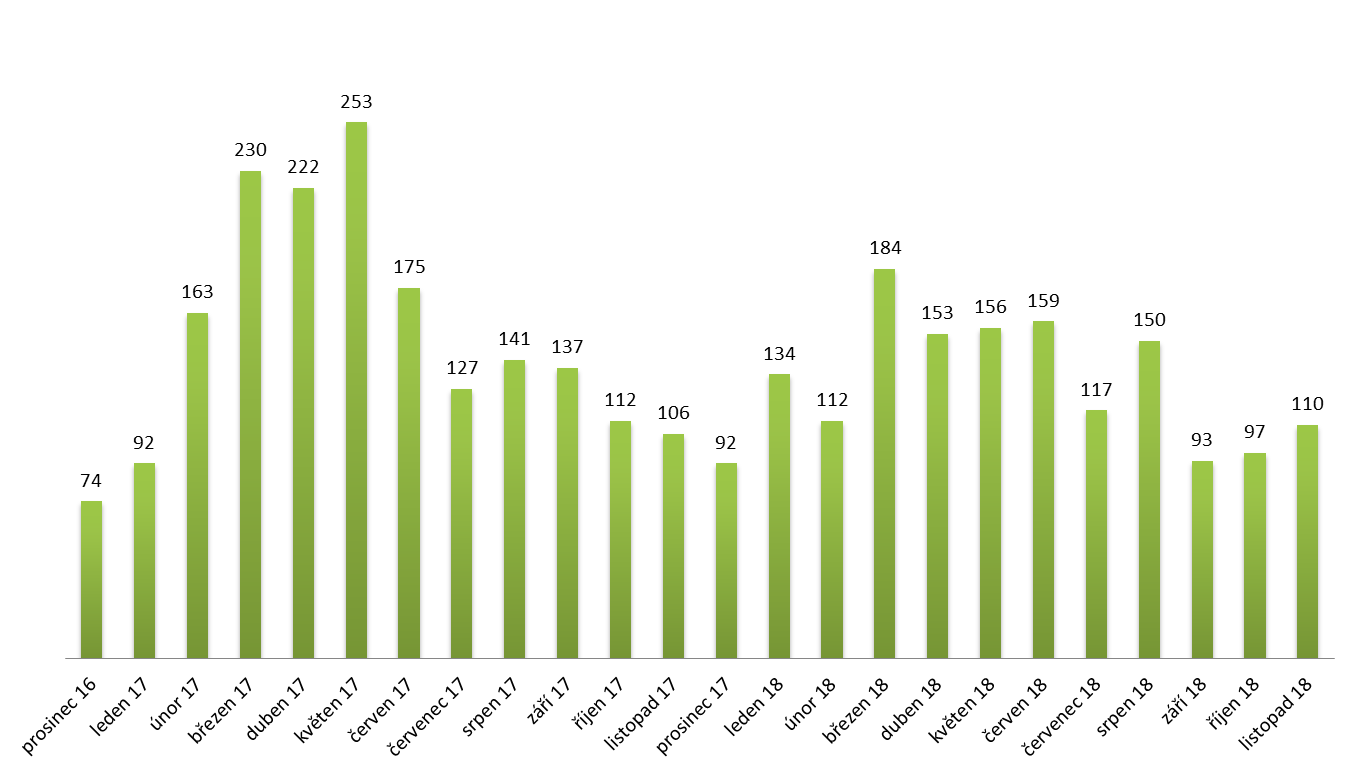 253
230
222
184
175
163
159
156
153
150
141
137
134
127
117
112
112
110
106
97
93
92
92
74
prosinec 16
leden 17
únor 17
březen 17
duben 17
květen 17
červen 17
červenec 17
srpen 17
září 17
říjen 17
listopad 17
prosinec 17
leden 18
únor 18
březen 18
duben 18
květen 18
červen 18
červenec 18
srpen 18
září 18
říjen 18
listopad 18